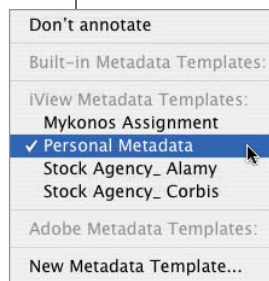 Don't annotate
Built-in Metadata Templates:
iView Metadata Templates:
Mykonos Assignment
✓ Personal Metadata
Stock Agency_ Alamy
Stock Agency_ Corbis
Adobe Metadata Templates:
New Metadata Template...